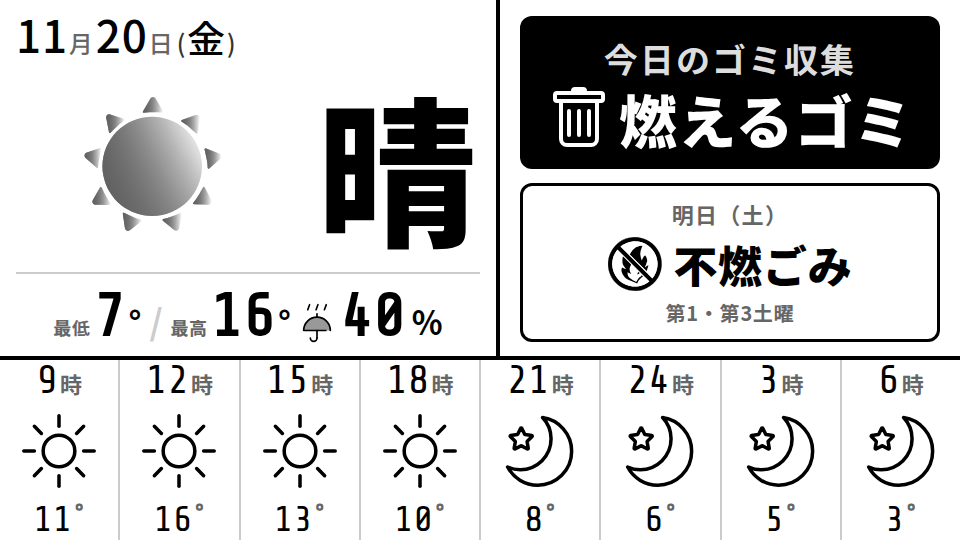 11月20日(金)
晴
最低 7° / 最高 16° 40%
今日のゴミ収集
燃えるゴミ
明日（土）
不燃ごみ
第1・第3土曜
9時 12時 15時 18時 21時 24時 3時 6時
11° 16° 13° 10° 8° 6° 5° 3°